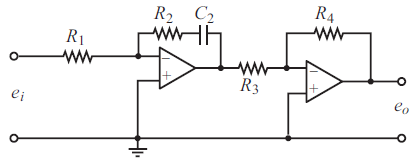 R₂ C₂ R₄
R₁
− −
+ R₃ +
eᵢ eₒ